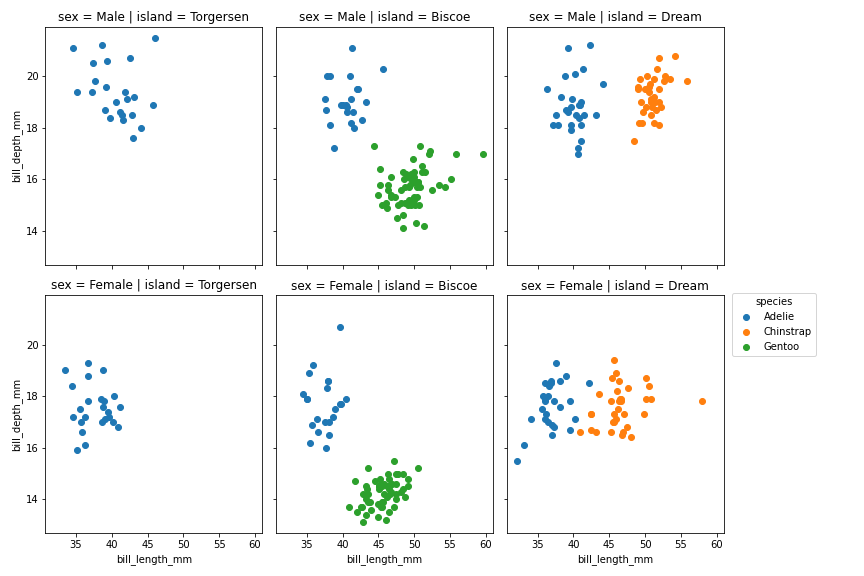 sex = Male | island = Torgersen
sex = Male | island = Biscoe
sex = Male | island = Dream
bill_depth_mm
20
18
16
14
sex = Female | island = Torgersen
sex = Female | island = Biscoe
sex = Female | island = Dream
species
Adelie
Chinstrap
Gentoo
bill_depth_mm
20
18
16
14
35 40 45 50 55 60
35 40 45 50 55 60
35 40 45 50 55 60
bill_length_mm
bill_length_mm
bill_length_mm